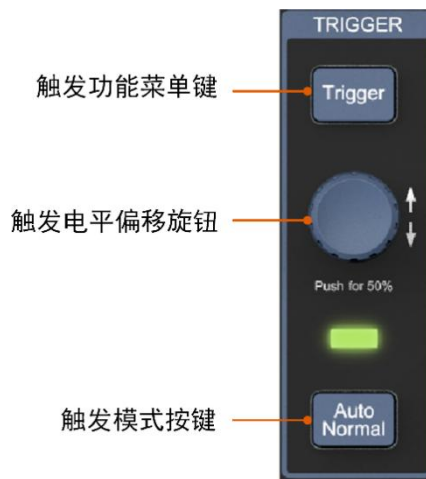 TRIGGER
触发功能菜单键
Trigger
触发电平偏移旋钮
Push for 50%
触发模式按键
Auto
Normal